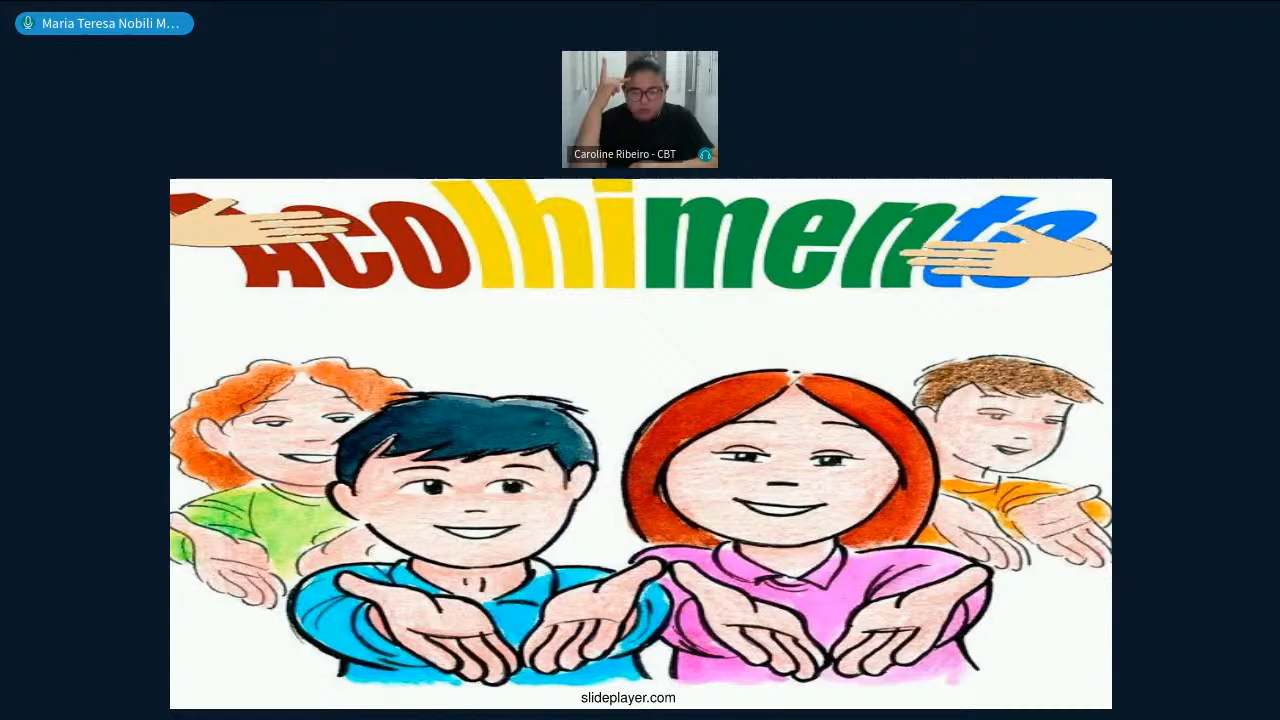 Maria Teresa Nobili M...
Caroline Ribeiro - CBT
Acolhimento
slideplayer.com